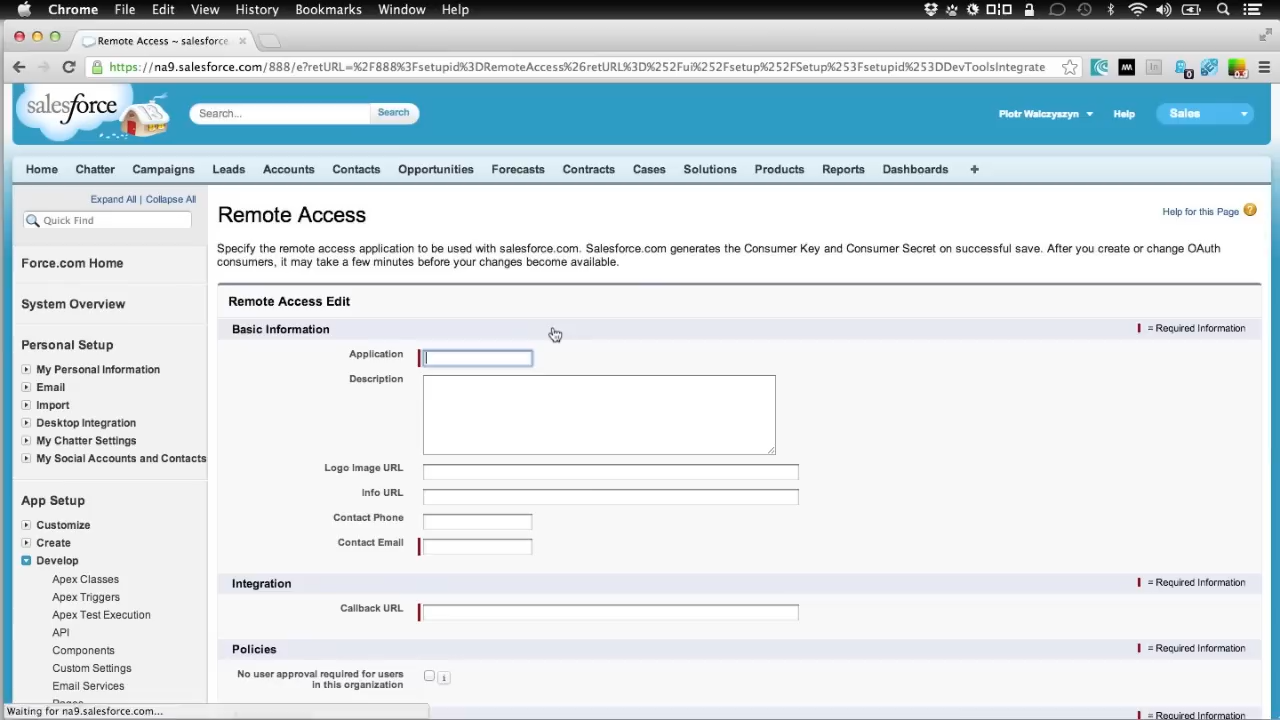 Chrome File Edit View History Bookmarks Window Help
Remote Access ~ salesforce
https://na9.salesforce.com/888/e?retURL=%2F888%3Fsetupid%3DRemoteAccess%26retURL%3D%252Fui%252Fsetup%252FSetup%253Fsetupid%253DDevToolsIntegrate
salesforce
Search...
Search
Piotr Walczyszyn
Help
Sales
Home Chatter Campaigns Leads Accounts Contacts Opportunities Forecasts Contracts Cases Solutions Products Reports Dashboards +
Expand All | Collapse All
Quick Find
Force.com Home
System Overview
Personal Setup
My Personal Information
Email
Import
Desktop Integration
My Chatter Settings
My Social Accounts and Contacts
App Setup
Customize
Create
Develop
Apex Classes
Apex Triggers
Apex Test Execution
API
Components
Custom Settings
Email Services
Waiting for na9.salesforce.com...
Remote Access
Help for this Page ?
Specify the remote access application to be used with salesforce.com. Salesforce.com generates the Consumer Key and Consumer Secret on successful save. After you create or change OAuth
consumers, it may take a few minutes before your changes become available.
Remote Access Edit
Basic Information
= Required Information
Application
Description
Logo Image URL
Info URL
Contact Phone
Contact Email
Integration
= Required Information
Callback URL
Policies
= Required Information
No user approval required for users
in this organization
i
= Required Information